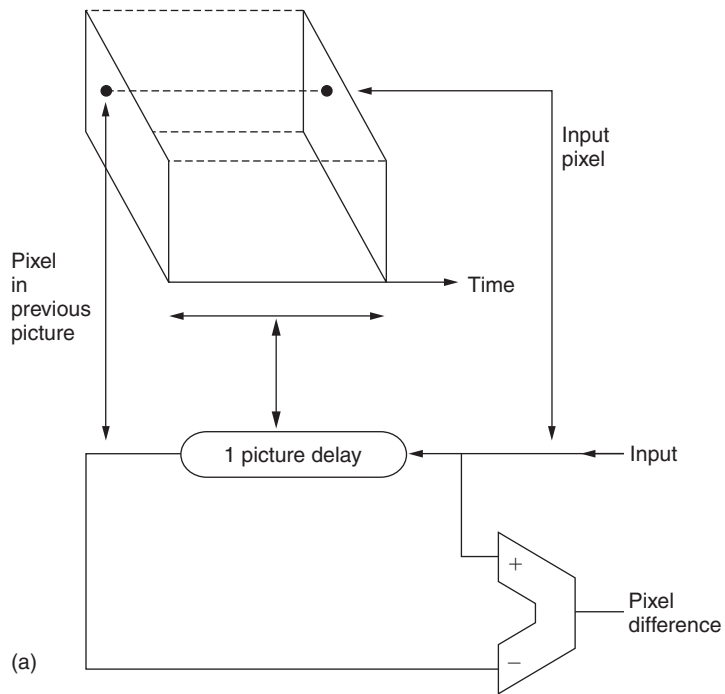 Input
pixel
Pixel
in
previous
picture
Time
1 picture delay
Input
+
Pixel
difference
−
(a)